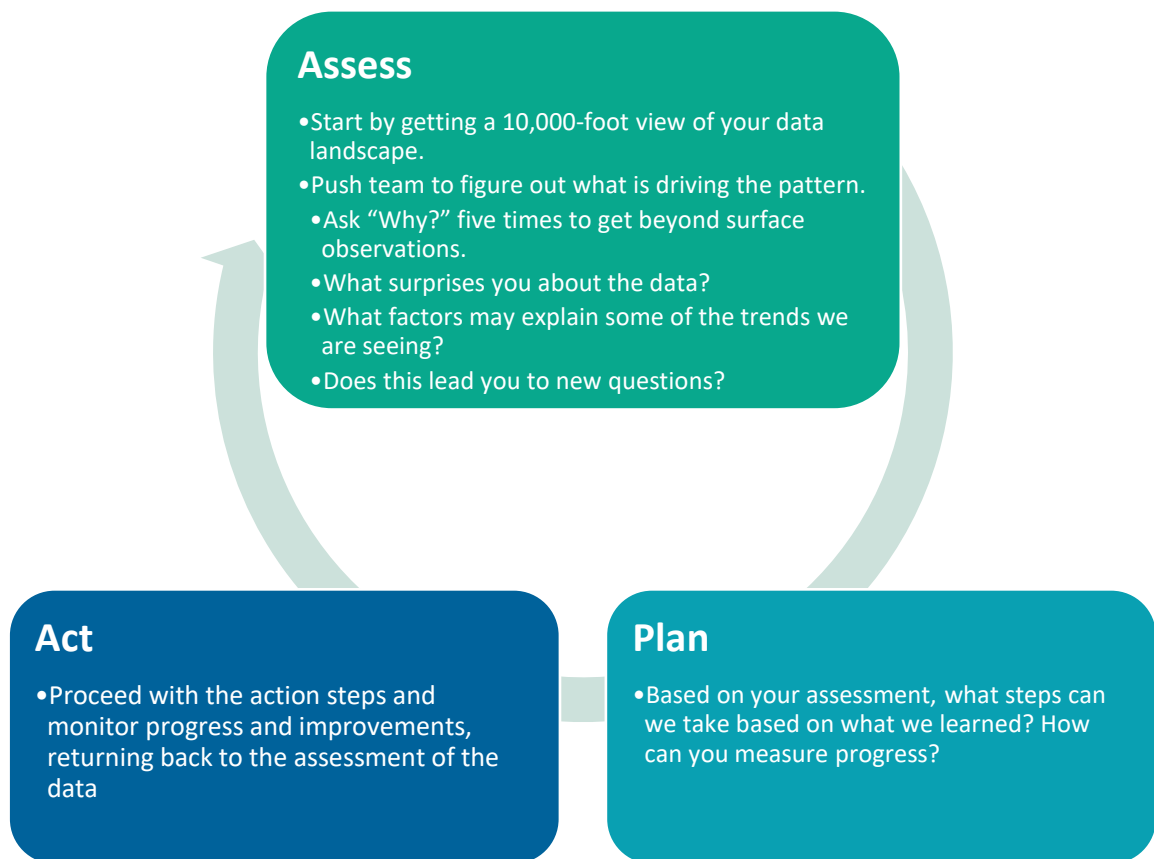 Assess
•Start by getting a 10,000-foot view of your data
landscape.
•Push team to figure out what is driving the pattern.
•Ask “Why?” five times to get beyond surface
observations.
•What surprises you about the data?
•What factors may explain some of the trends we
are seeing?
•Does this lead you to new questions?
Act
•Proceed with the action steps and
monitor progress and improvements,
returning back to the assessment of the
data
Plan
•Based on your assessment, what steps can
we take based on what we learned? How
can you measure progress?